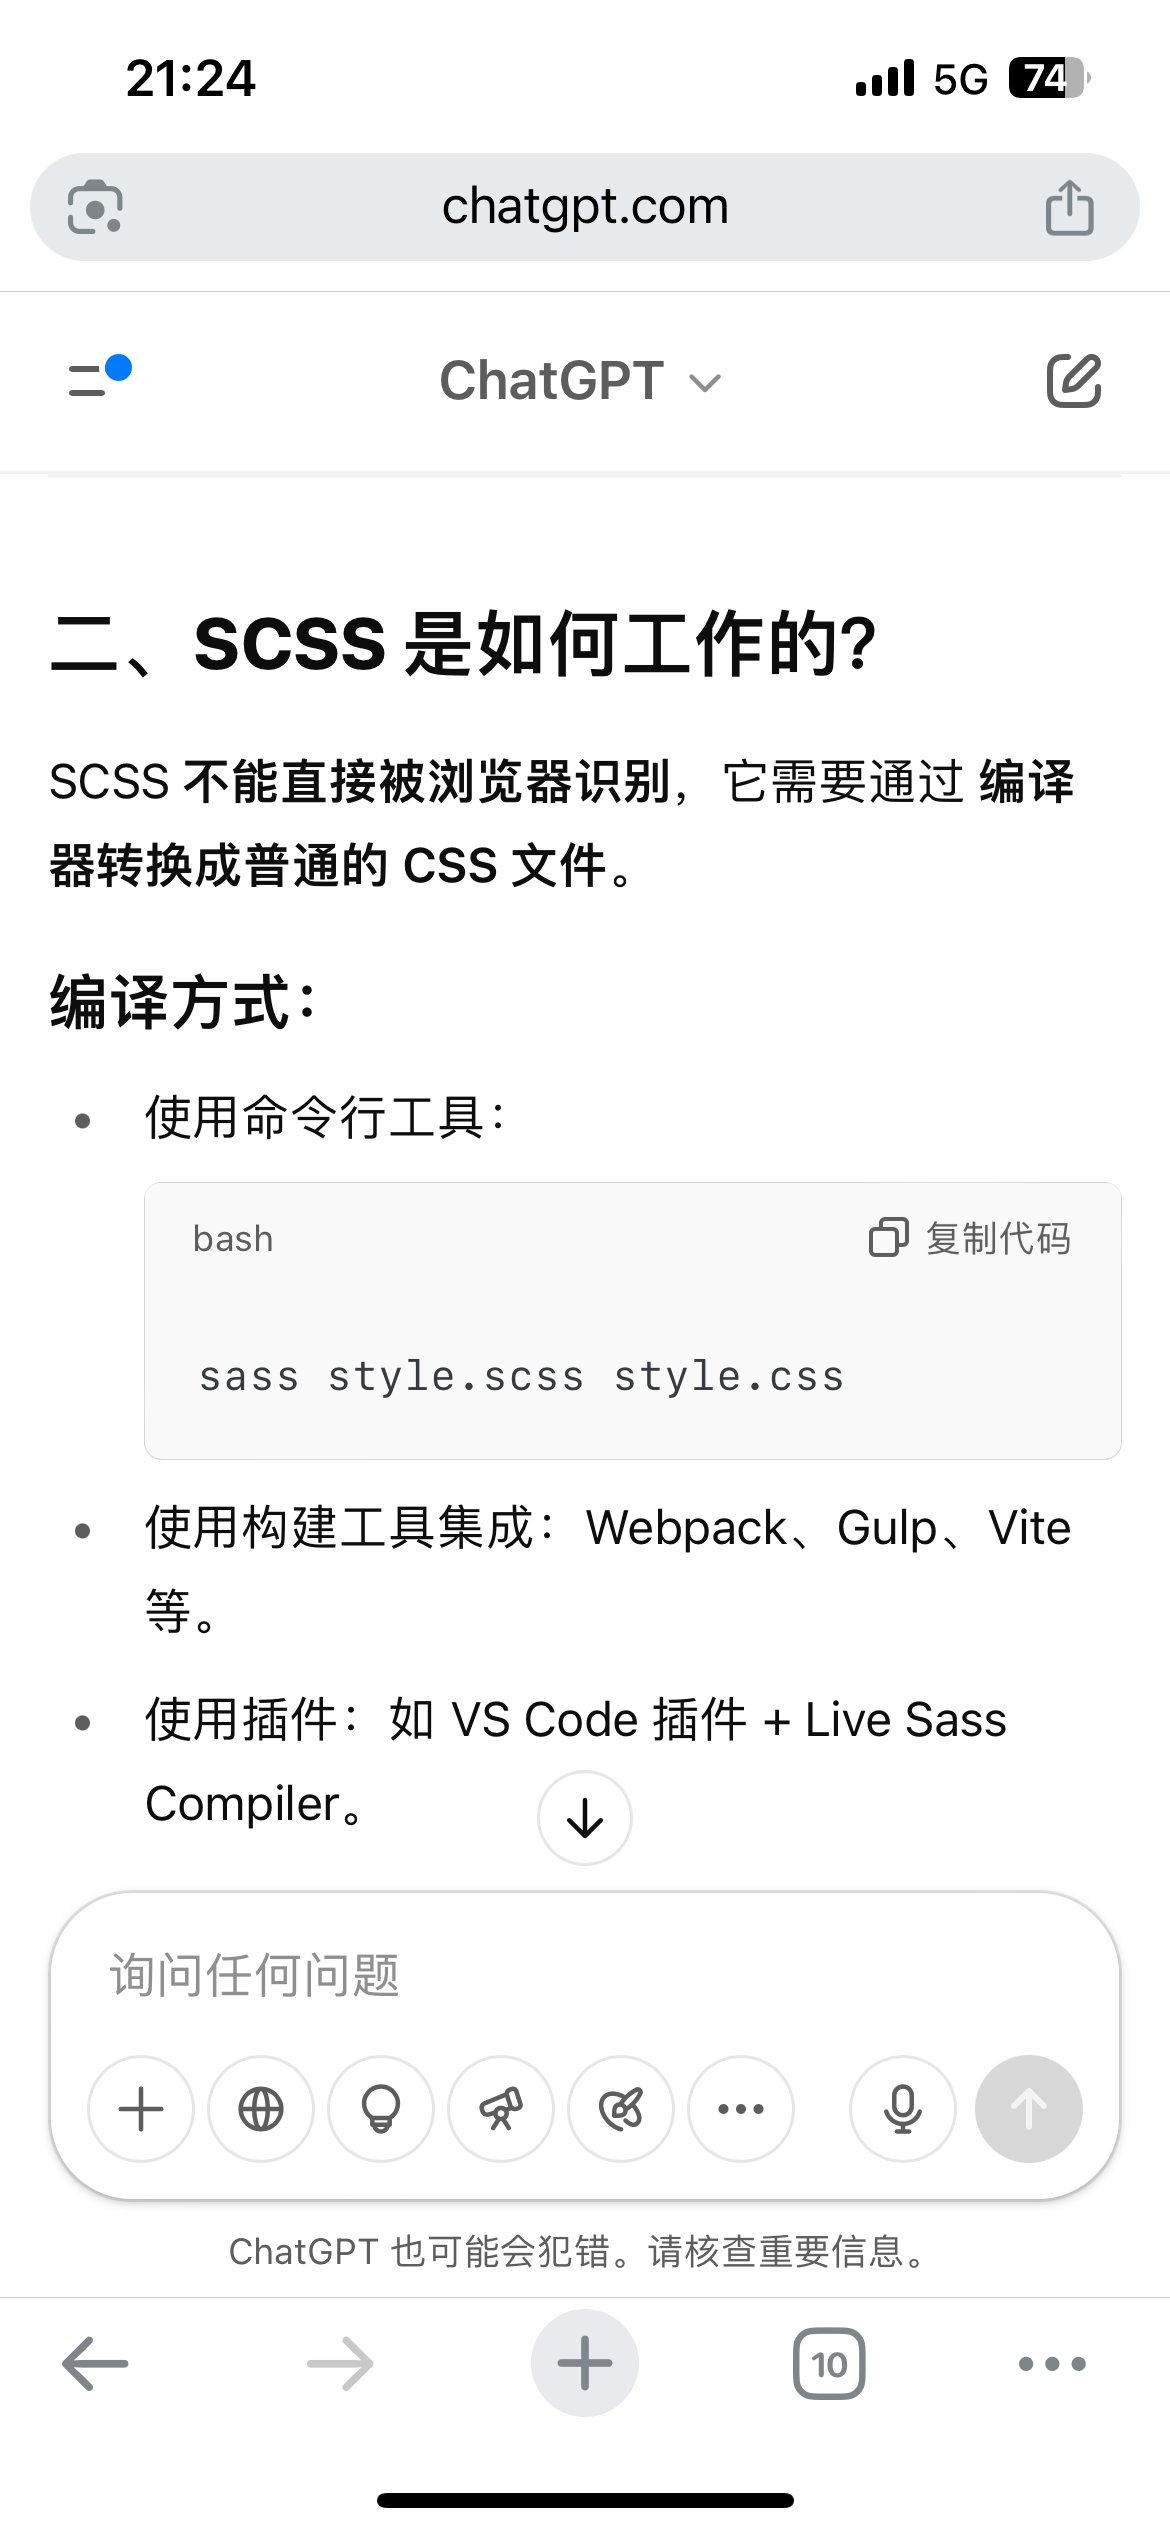 21:24
5G 74
chatgpt.com
ChatGPT
二、SCSS 是如何工作的?
SCSS 不能直接被浏览器识别，它需要通过 编译
器转换成普通的 CSS 文件。
编译方式：
使用命令行工具：
bash 复制代码
sass style.scss style.css
使用构建工具集成：Webpack、Gulp、Vite
等。
使用插件：如 VS Code 插件 + Live Sass
Compiler。
询问任何问题
ChatGPT 也可能会犯错。请核查重要信息。
10